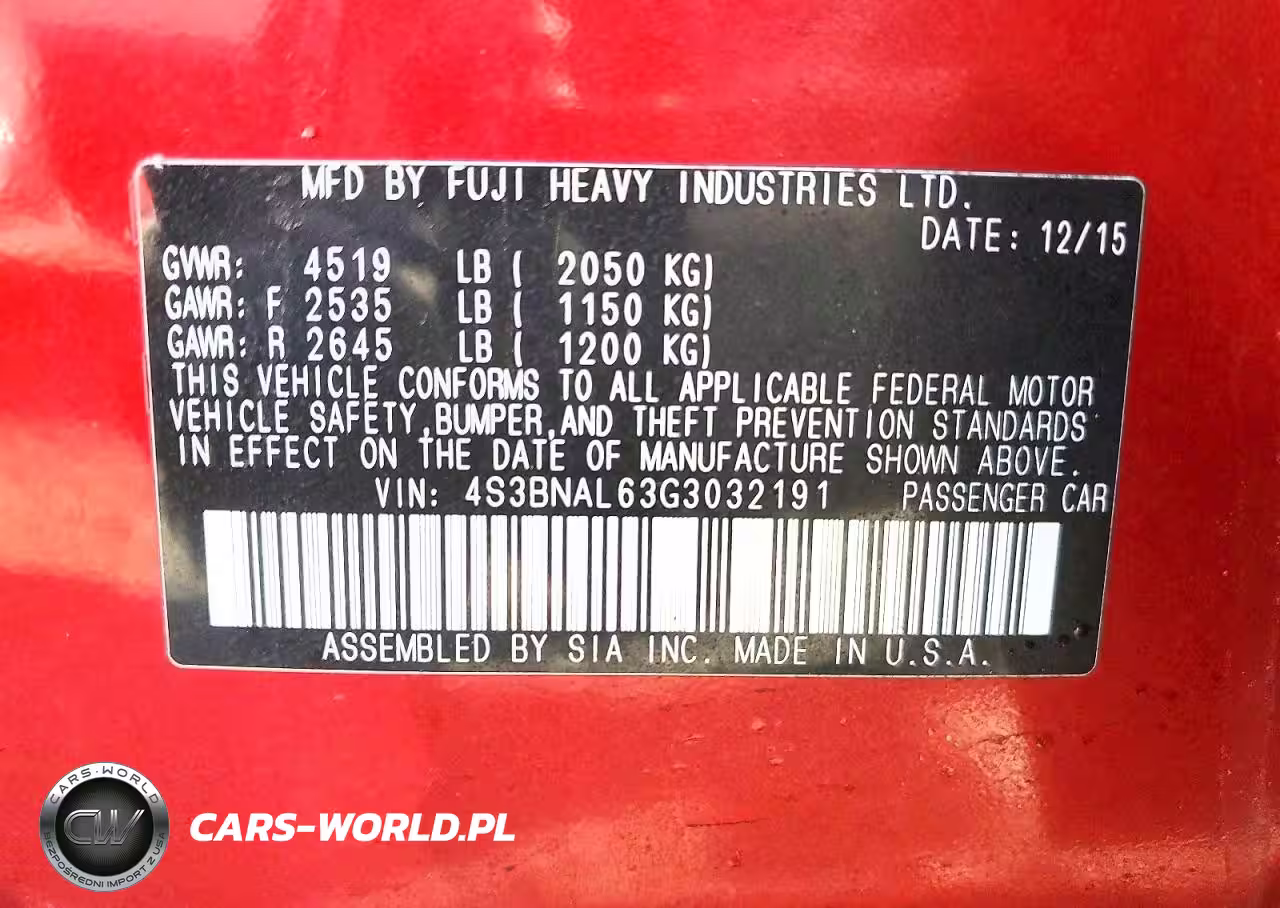 MFD BY FUJI HEAVY INDUSTRIES LTD.
DATE: 12/15
GVWR: 4519 LB ( 2050 KG)
GAWR: F 2535 LB ( 1150 KG)
GAWR: R 2645 LB ( 1200 KG)
THIS VEHICLE CONFORMS TO ALL APPLICABLE FEDERAL MOTOR
VEHICLE SAFETY,BUMPER,AND THEFT PREVENTION STANDARDS
IN EFFECT ON THE DATE OF MANUFACTURE SHOWN ABOVE.
VIN: 4S3BNAL63G3032191 PASSENGER CAR
ASSEMBLED BY SIA INC. MADE IN U.S.A.
CARS-WORLD
CW
BEZPOŚREDNI IMPORT Z USA
CARS-WORLD.PL